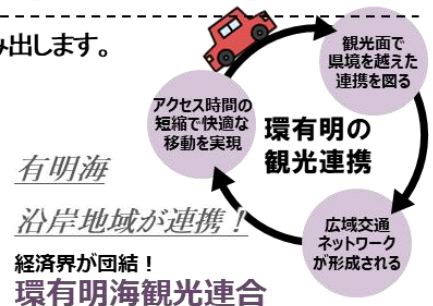 み出します。
観光面で
県境を越えた
連携を図る
アクセス時間の
短縮で快適な
移動を実現
環有明の
観光連携
広域交通
ネットワーク
が形成される
有明海
沿岸地域が連携！
経済界が団結！
環有明海観光連合